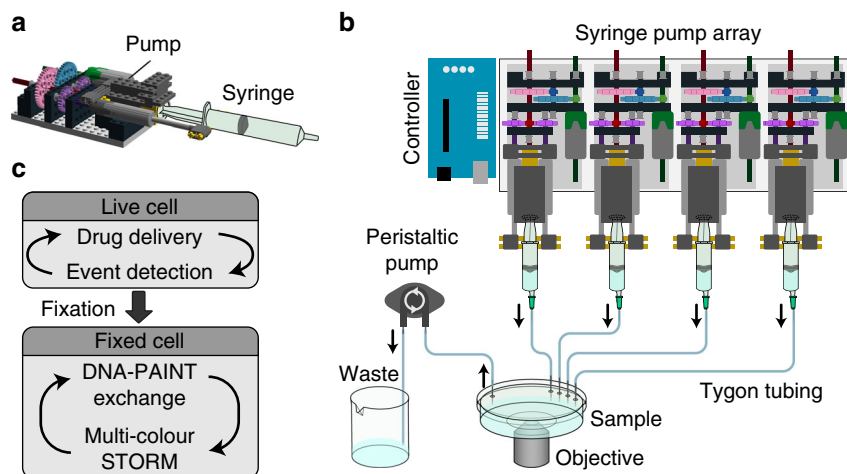 a
Pump
Syringe
b
Syringe pump array
Controller
Peristaltic
pump
Waste
Tygon tubing
Sample
Objective
c
Live cell
Drug delivery
Event detection
Fixation
Fixed cell
DNA-PAINT
exchange
Multi-colour
STORM